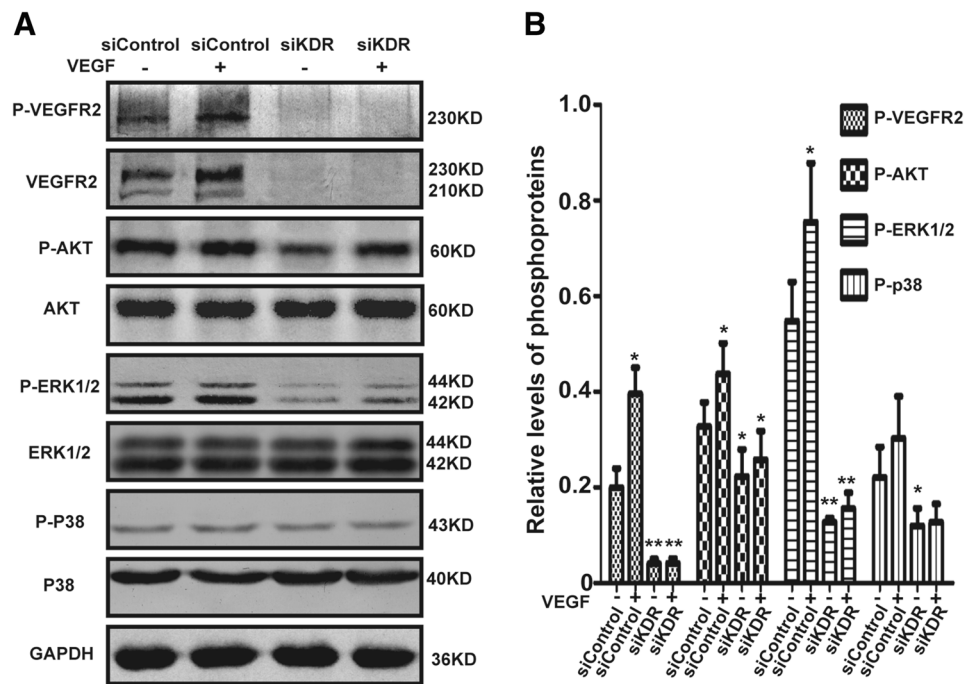 A
siControl siControl siKDR siKDR
VEGF - + - +
P-VEGFR2 230KD
VEGFR2 230KD
210KD
P-AKT 60KD
AKT 60KD
P-ERK1/2 44KD
42KD
ERK1/2 44KD
42KD
P-P38 43KD
P38 40KD
GAPDH 36KD
B
Relative levels of phosphoproteins
1.0
0.8
0.6
0.4
0.2
0
* ** ** * * * * ** ** *
P-VEGFR2
P-AKT
P-ERK1/2
P-p38
VEGF - + - + - + - + - + - + - + - +
siControl siControl siKDR siKDR siControl siControl siKDR siKDR siControl siControl siKDR siKDR siControl siControl siKDR siKDR